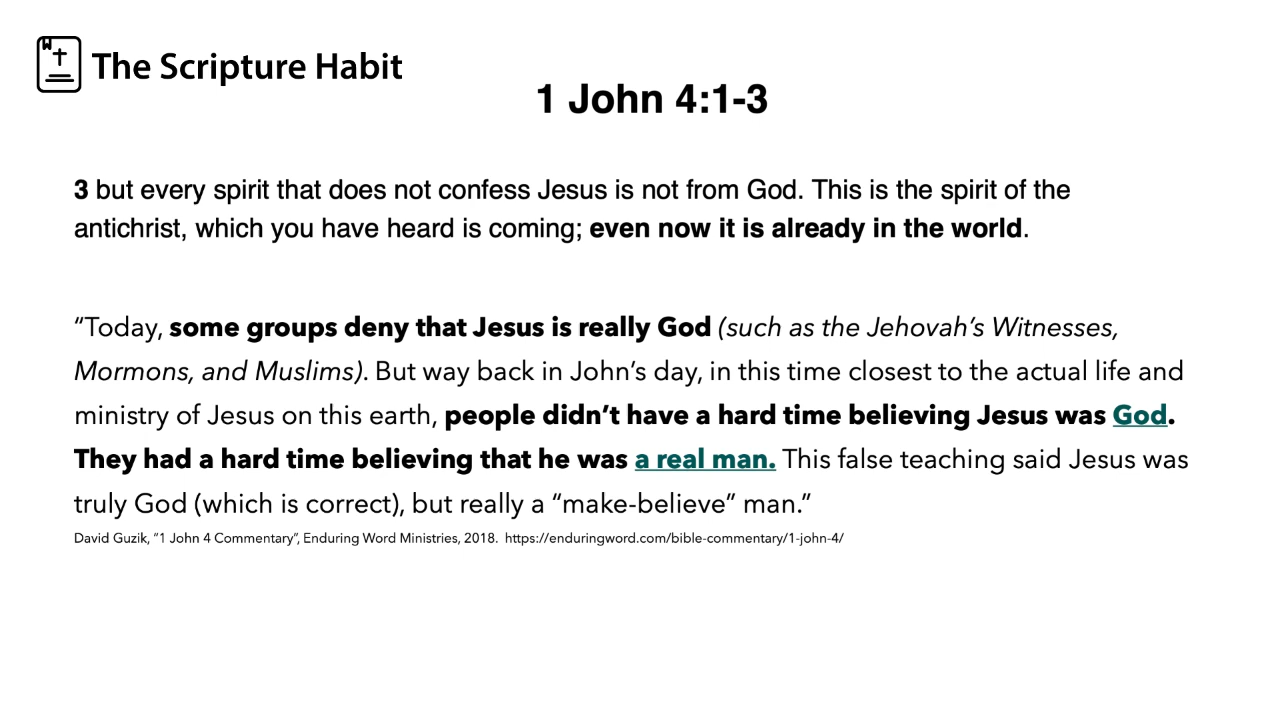 The Scripture Habit
1 John 4:1-3
3 but every spirit that does not confess Jesus is not from God. This is the spirit of the
antichrist, which you have heard is coming; even now it is already in the world.
“Today, some groups deny that Jesus is really God (such as the Jehovah’s Witnesses,
Mormons, and Muslims). But way back in John’s day, in this time closest to the actual life and
ministry of Jesus on this earth, people didn’t have a hard time believing Jesus was God.
They had a hard time believing that he was a real man. This false teaching said Jesus was
truly God (which is correct), but really a “make-believe” man.”
David Guzik, “1 John 4 Commentary”, Enduring Word Ministries, 2018. https://enduringword.com/bible-commentary/1-john-4/